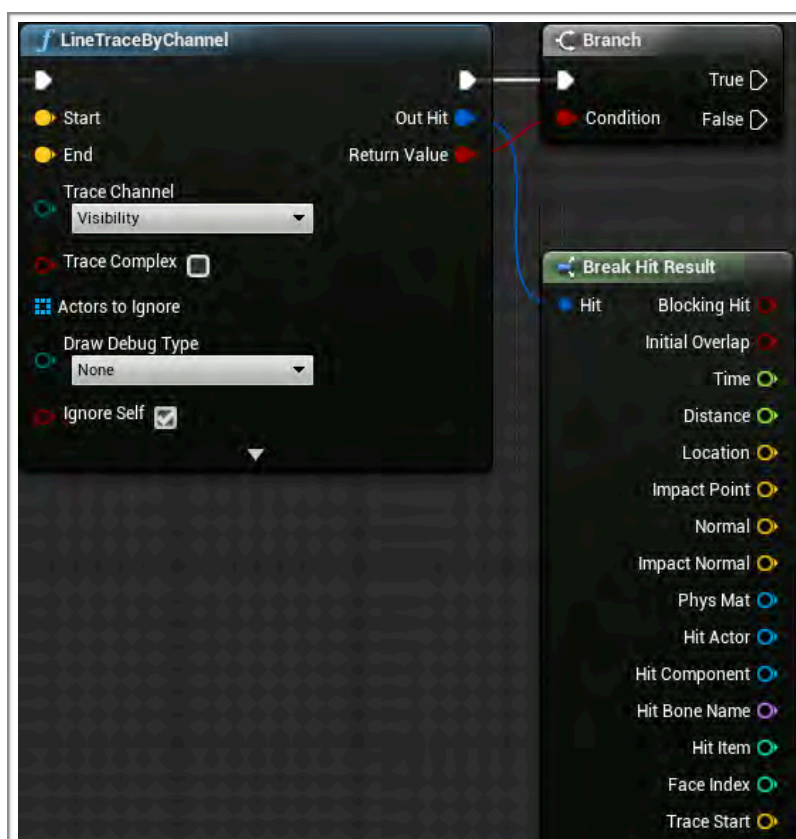 LineTraceByChannel
Start
Out Hit
End
Return Value
Trace Channel
Visibility
Trace Complex
Actors to Ignore
Draw Debug Type
None
Ignore Self
Branch
True
Condition
False
Break Hit Result
Hit
Blocking Hit
Initial Overlap
Time
Distance
Location
Impact Point
Normal
Impact Normal
Phys Mat
Hit Actor
Hit Component
Hit Bone Name
Hit Item
Face Index
Trace Start